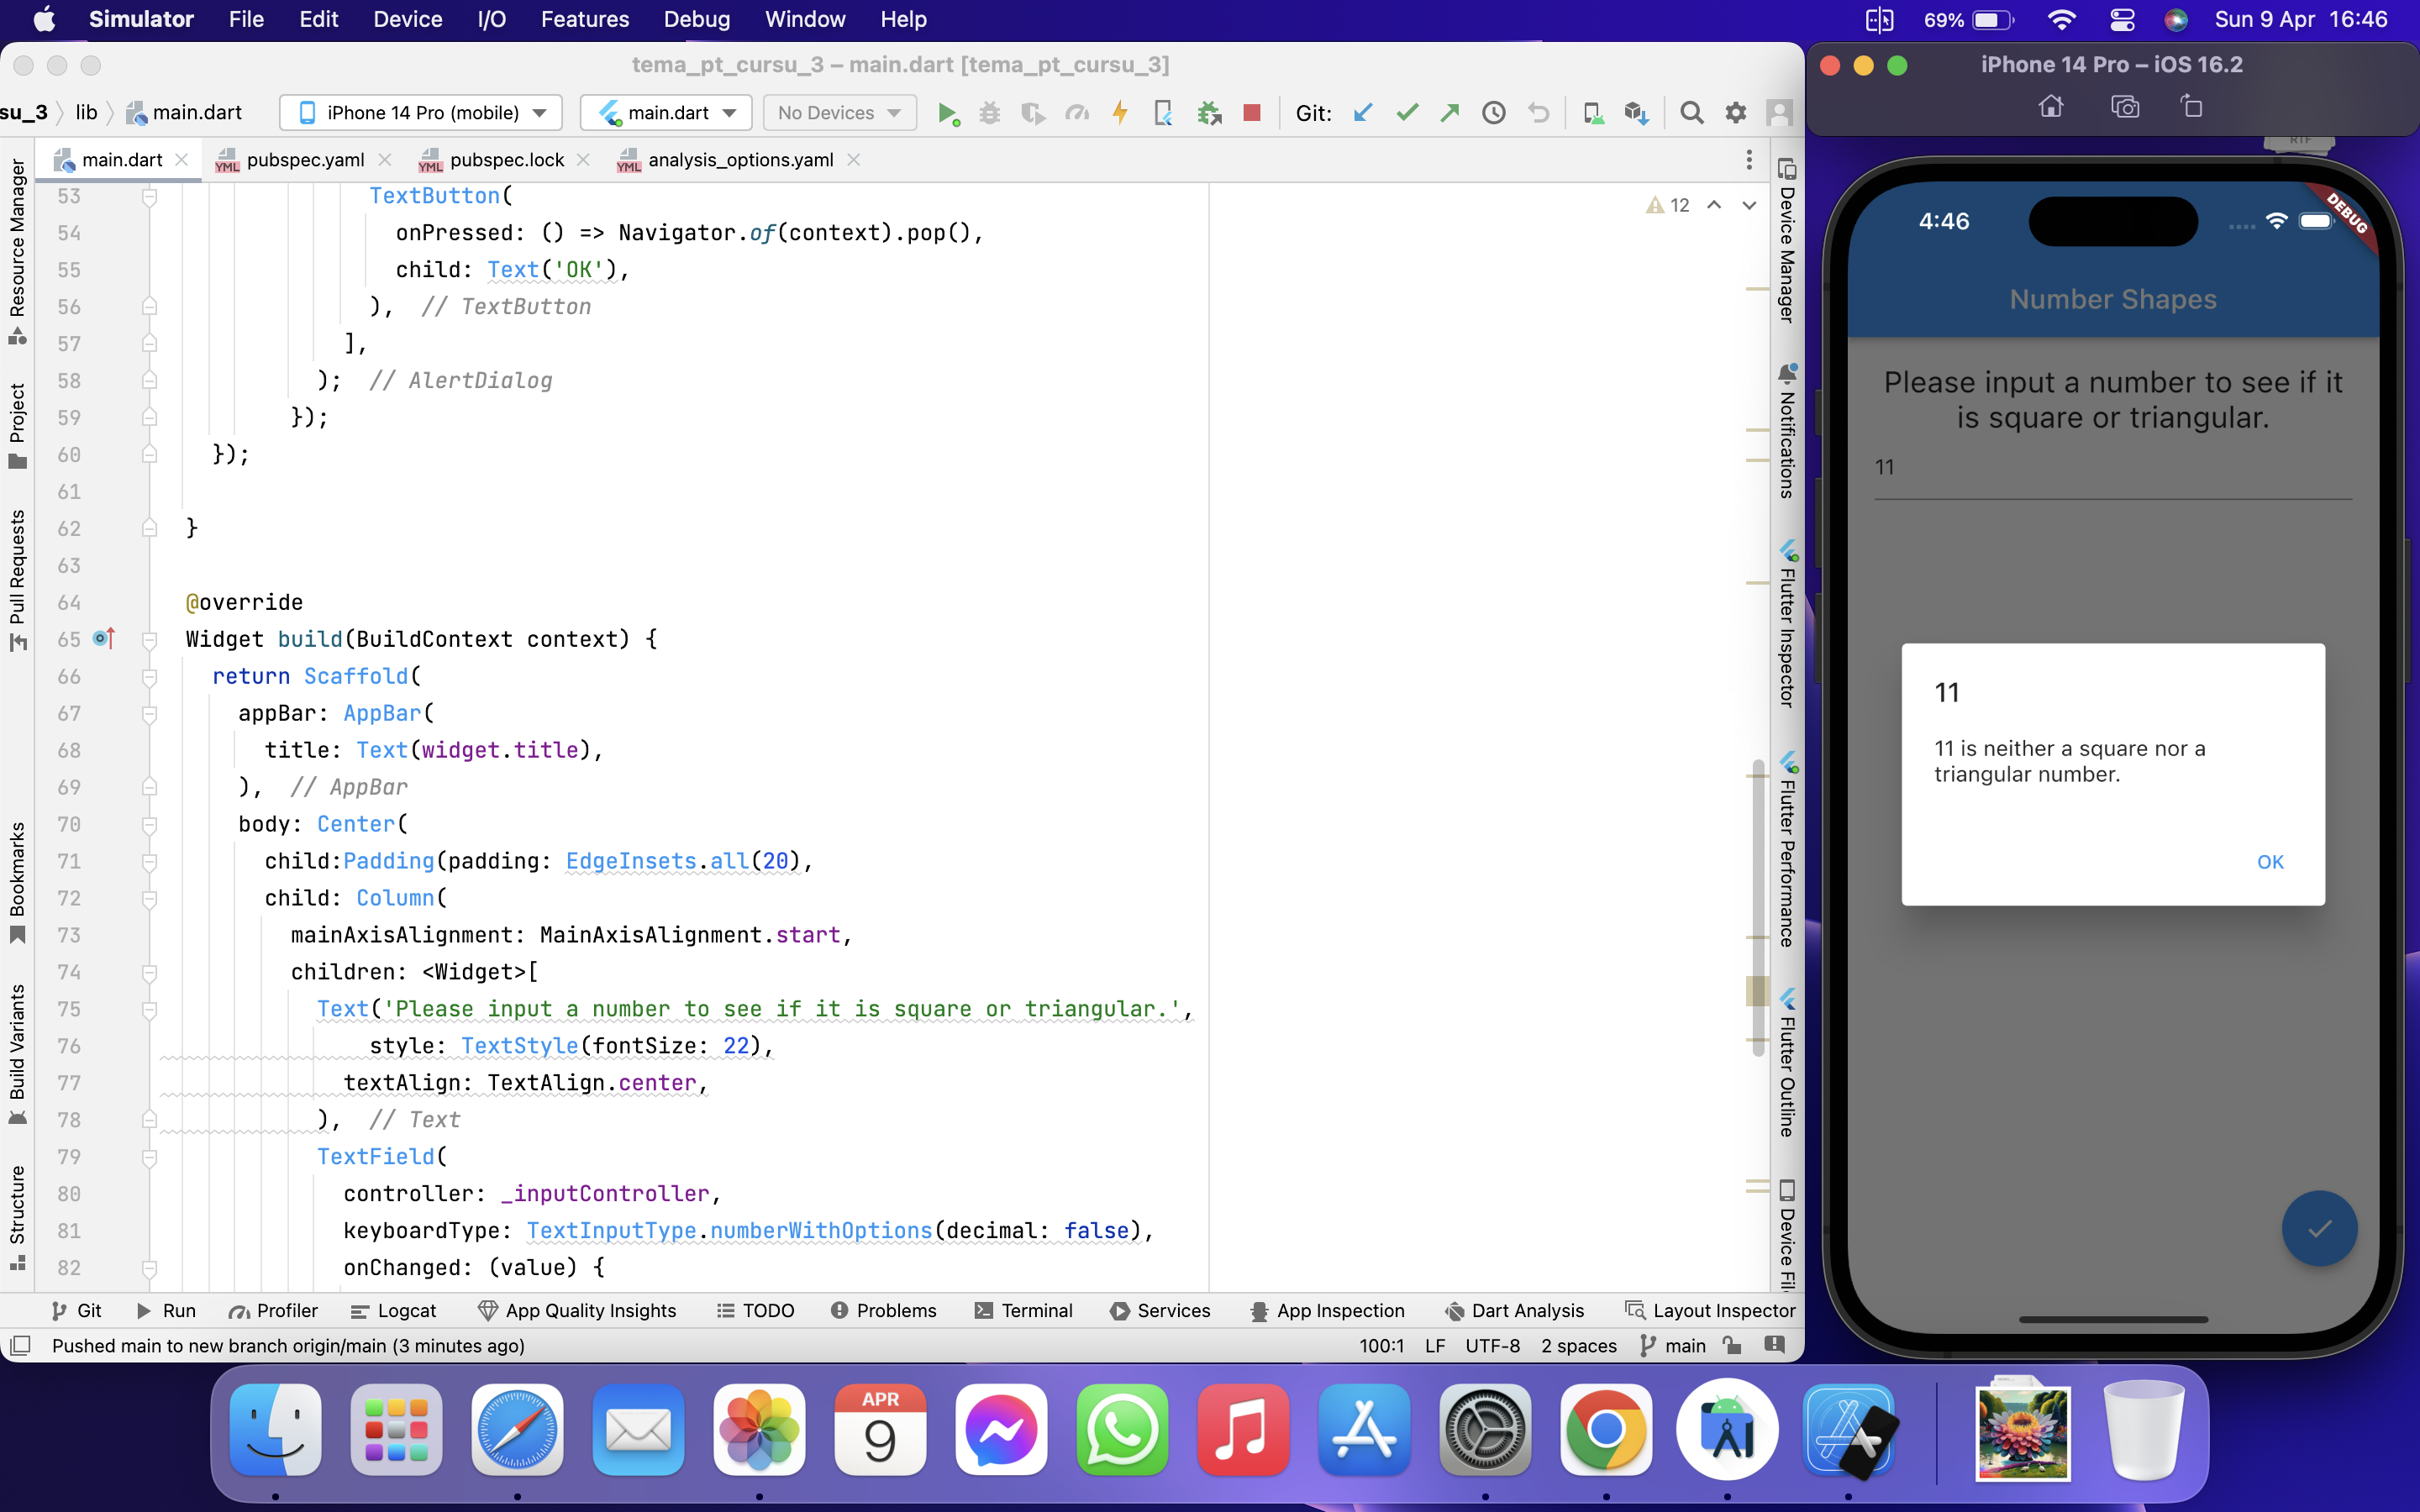 Simulator File Edit Device I/O Features Debug Window Help 69% Sun 9 Apr 16:46
tema_pt_cursu_3 – main.dart [tema_pt_cursu_3]
su_3 lib main.dart iPhone 14 Pro (mobile) main.dart No Devices Git:
main.dart pubspec.yaml pubspec.lock analysis_options.yaml
YML YML YML
12
53 TextButton(
54 onPressed: () => Navigator.of(context).pop(),
55 child: Text('OK'),
56 ), // TextButton
57 ],
58 ); // AlertDialog
59 });
60 });
61
62 }
63
64 @override
65 Widget build(BuildContext context) {
66 return Scaffold(
67 appBar: AppBar(
68 title: Text(widget.title),
69 ), // AppBar
70 body: Center(
71 child:Padding(padding: EdgeInsets.all(20),
72 child: Column(
73 mainAxisAlignment: MainAxisAlignment.start,
74 children: <Widget>[
75 Text('Please input a number to see if it is square or triangular.',
76 style: TextStyle(fontSize: 22),
77 textAlign: TextAlign.center,
78 ), // Text
79 TextField(
80 controller: _inputController,
81 keyboardType: TextInputType.numberWithOptions(decimal: false),
82 onChanged: (value) {
Resource Manager
Project
Pull Requests
Bookmarks
Build Variants
Structure
Device Manager
Notifications
Flutter Inspector
Flutter Performance
Flutter Outline
Device Fil
Git Run Profiler Logcat App Quality Insights TODO Problems Terminal Services App Inspection Dart Analysis Layout Inspector
Pushed main to new branch origin/main (3 minutes ago) 100:1 LF UTF-8 2 spaces main
iPhone 14 Pro – iOS 16.2
RTF
4:46
DEBUG
Number Shapes
Please input a number to see if it
is square or triangular.
11
11
11 is neither a square nor a
triangular number.
OK
APR
9